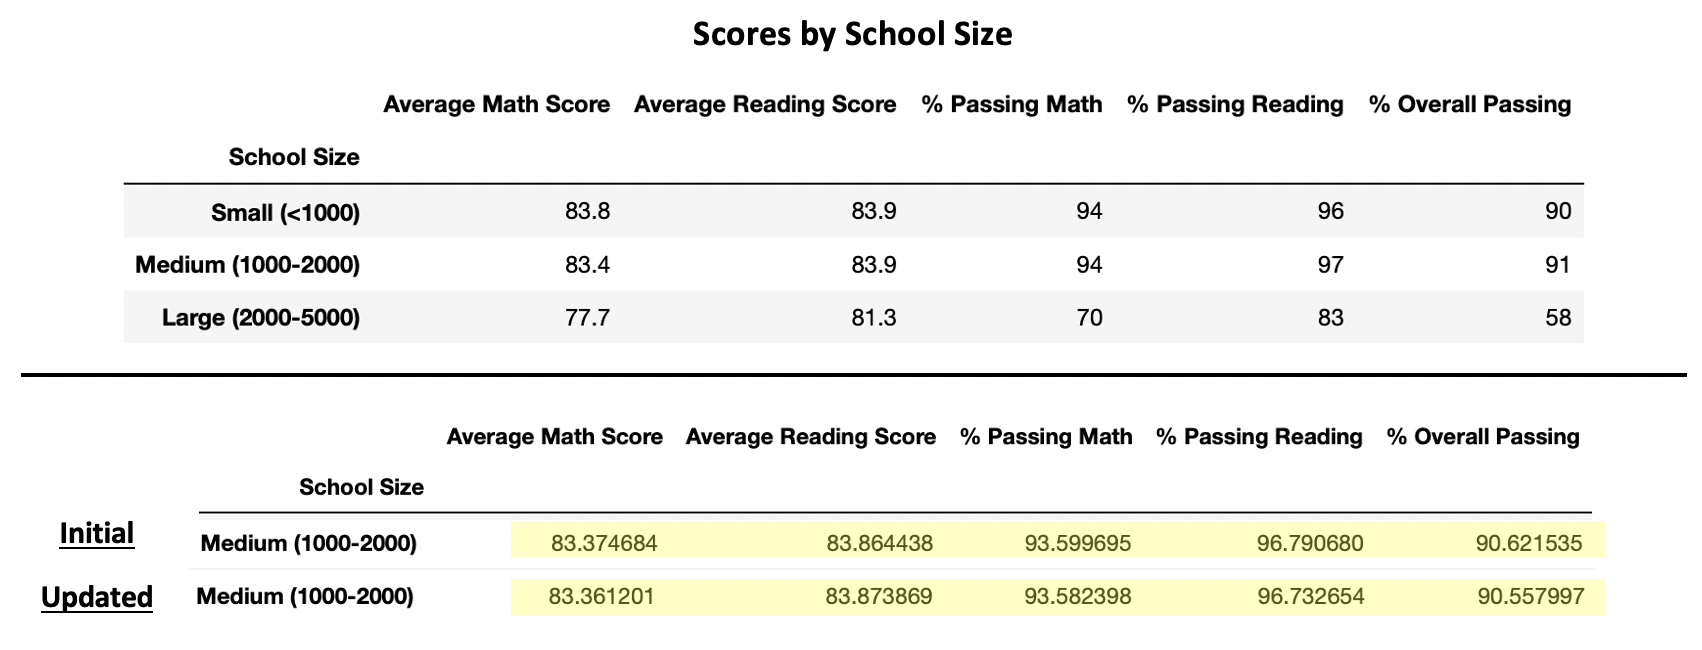 Scores by School Size
Average Math Score Average Reading Score % Passing Math % Passing Reading % Overall Passing
School Size
Small (<1000) 83.8 83.9 94 96 90
Medium (1000-2000) 83.4 83.9 94 97 91
Large (2000-5000) 77.7 81.3 70 83 58
Average Math Score Average Reading Score % Passing Math % Passing Reading % Overall Passing
School Size
Initial Medium (1000-2000) 83.374684 83.864438 93.599695 96.790680 90.621535
Updated Medium (1000-2000) 83.361201 83.873869 93.582398 96.732654 90.557997